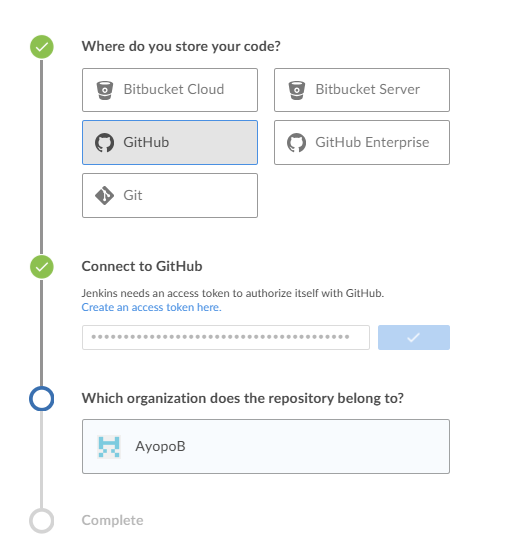 Where do you store your code?
Bitbucket Cloud
Bitbucket Server
GitHub
GitHub Enterprise
Git
Connect to GitHub
Jenkins needs an access token to authorize itself with GitHub.
Create an access token here.
••••••••••••••••••••••••••••••••••••••••
Which organization does the repository belong to?
AyopoB
Complete